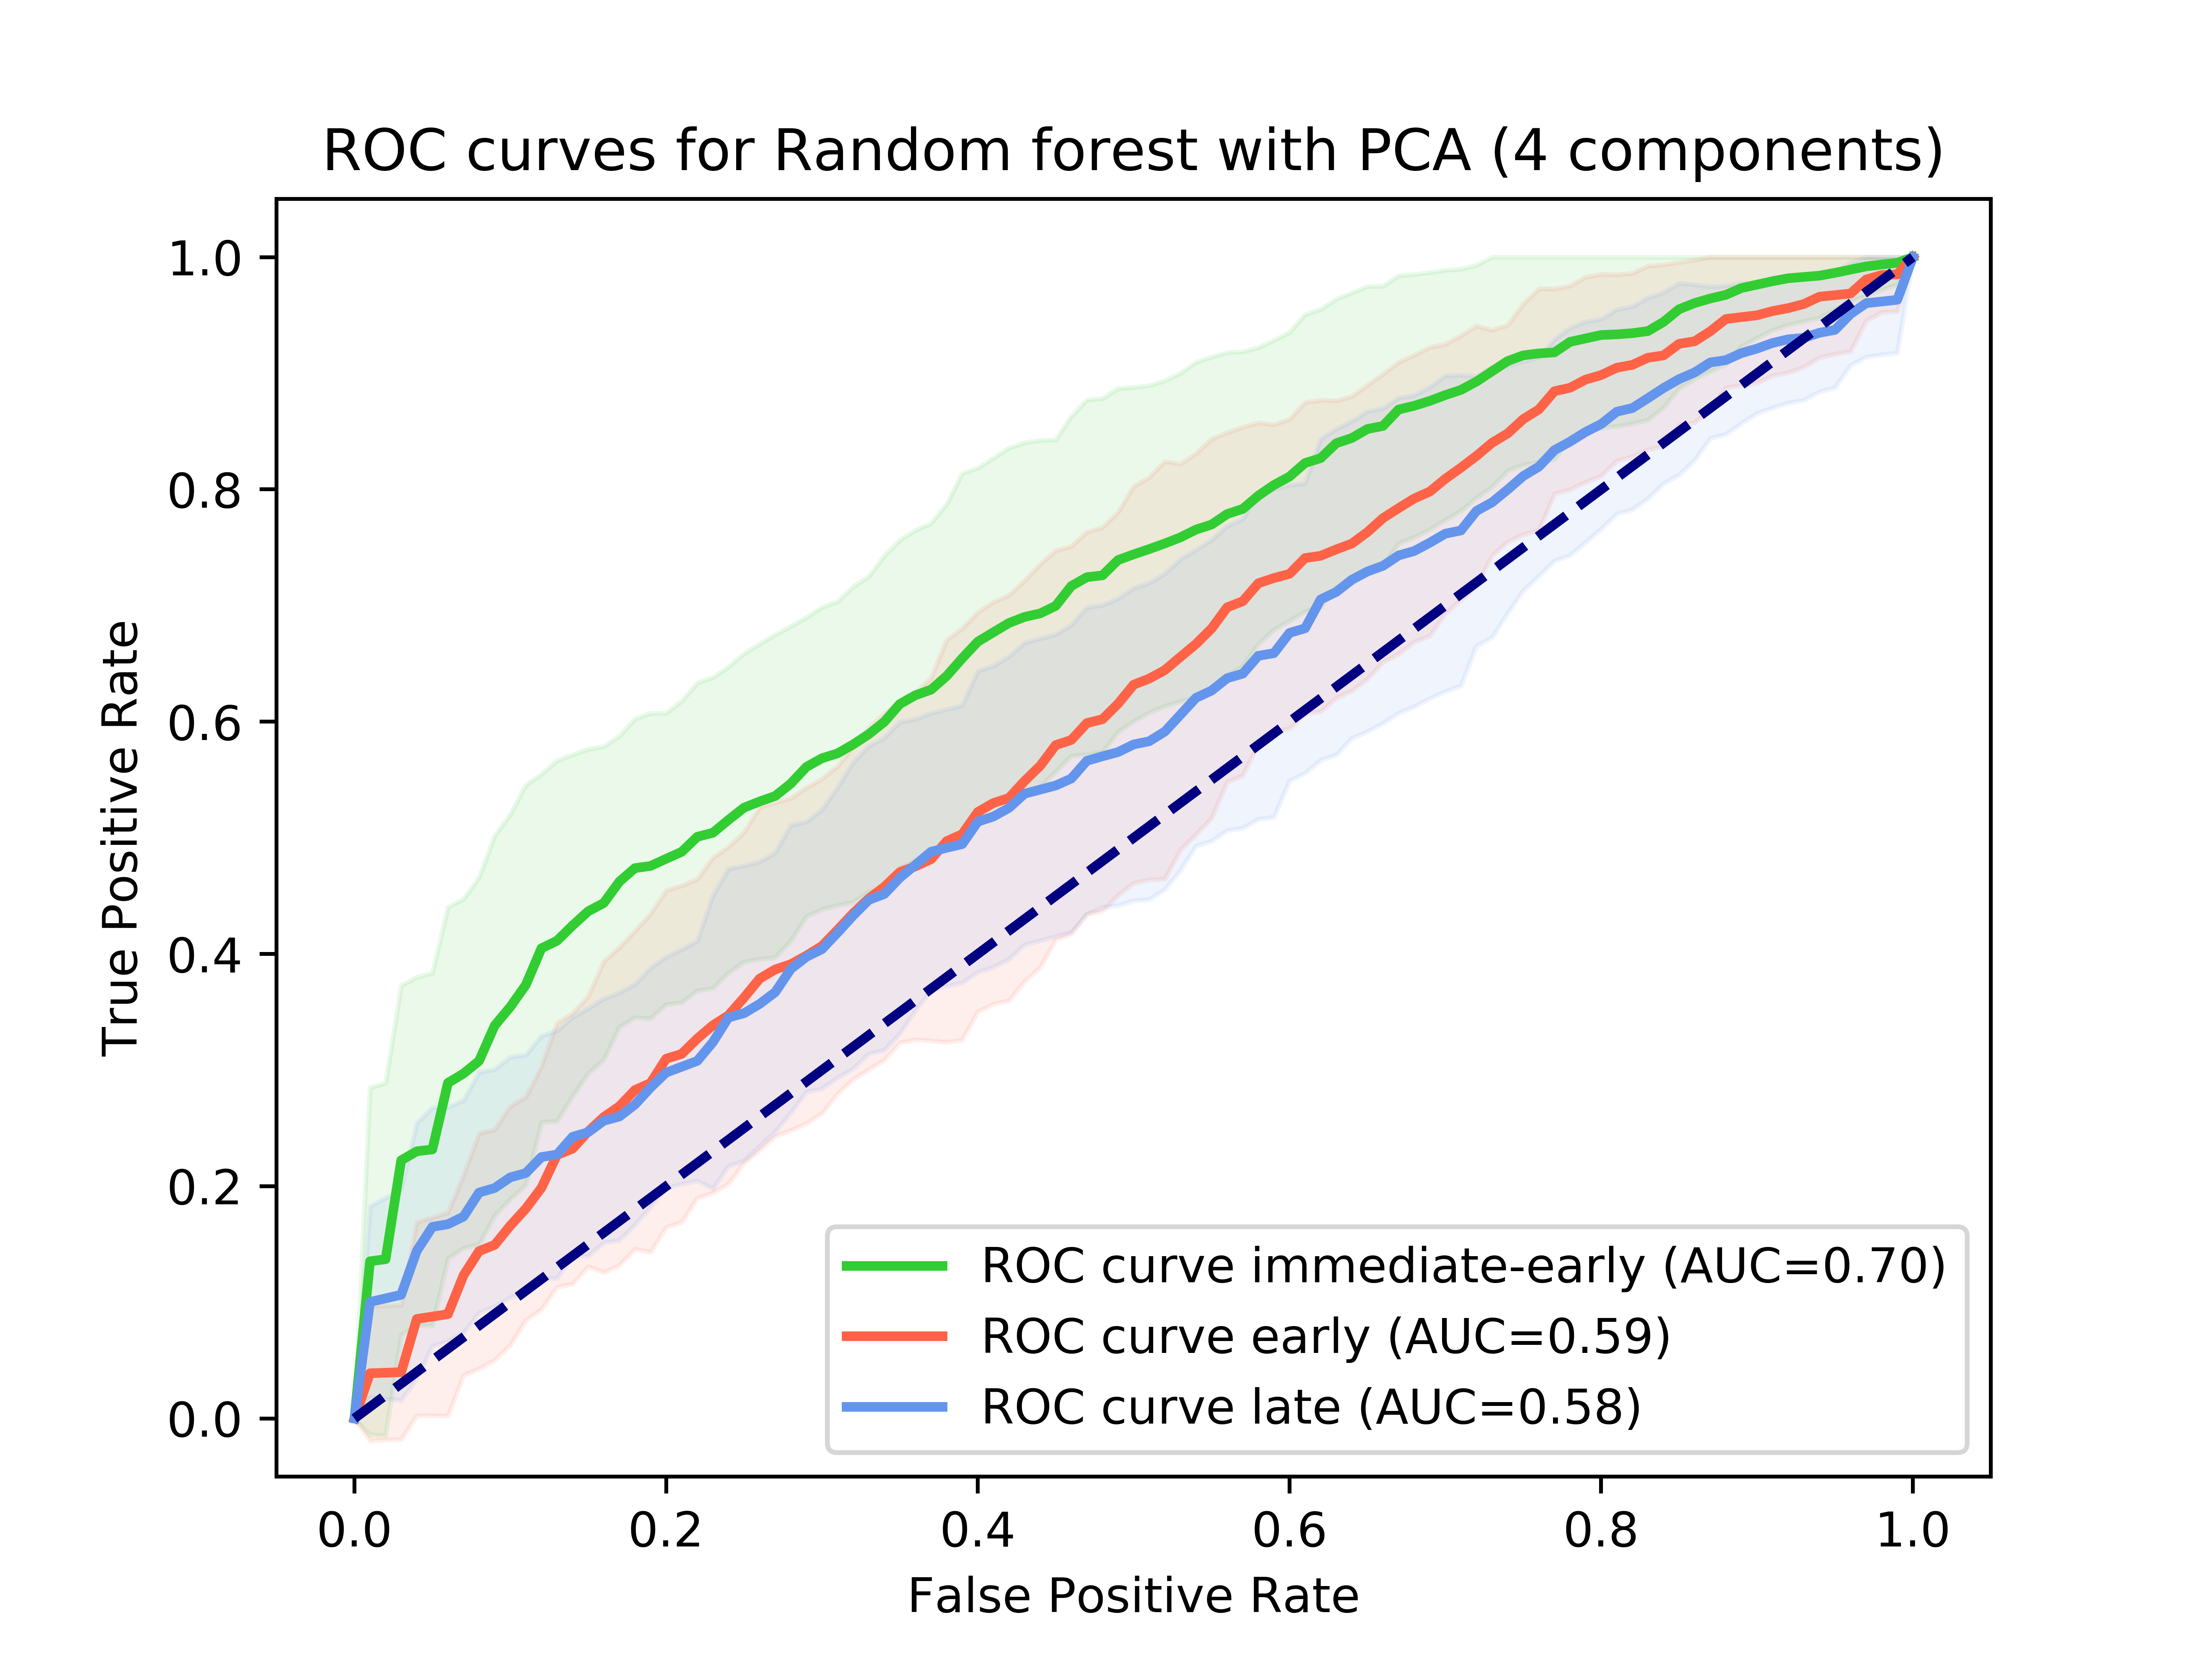 ROC curves for Random forest with PCA (4 components)
1.0
0.8
0.6
0.4
0.2
0.0
True Positive Rate
ROC curve immediate-early (AUC=0.70)
ROC curve early (AUC=0.59)
ROC curve late (AUC=0.58)
0.0 0.2 0.4 0.6 0.8 1.0
False Positive Rate